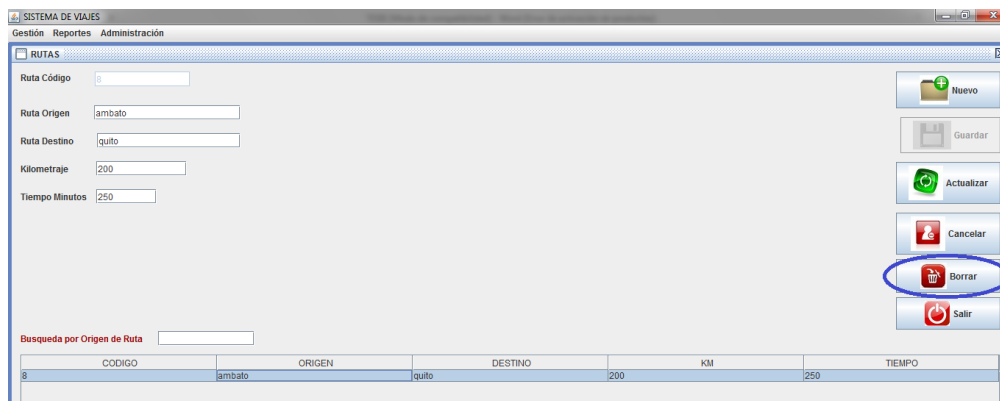 SISTEMA DE VIAJES
Gestión Reportes Administración
RUTAS
Ruta Código 8
Nuevo
Ruta Origen ambato
Guardar
Ruta Destino quito
Kilometraje 200
Actualizar
Tiempo Minutos 250
Cancelar
Borrar
Salir
Busqueda por Origen de Ruta
CODIGO ORIGEN DESTINO KM TIEMPO
8 ambato quito 200 250